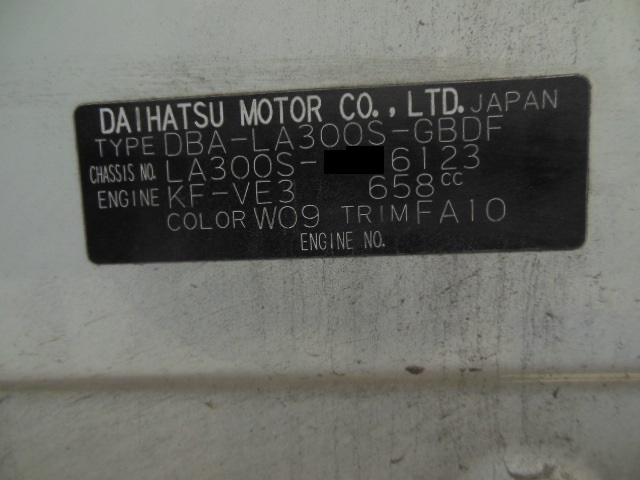 DAIHATSU MOTOR CO., LTD. JAPAN
TYPE DBA-LA300S-GBDF
CHASSIS NO. LA300S- 6123
ENGINE KF-VE3 658cc
COLOR W09 TRIM FA10
ENGINE NO.